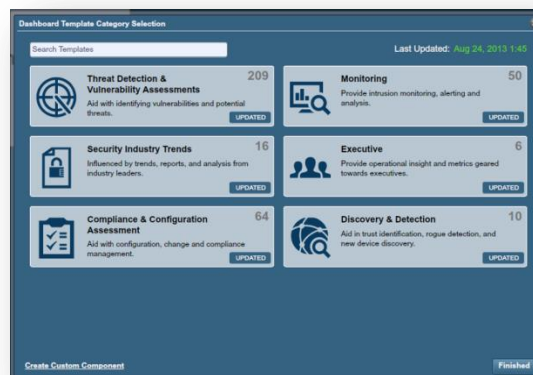 Dashboard Template Category Selection
Search Templates
Last Updated: Aug 24, 2013 1:45
Threat Detection &
Vulnerability Assessments
209
Aid with identifying vulnerabilities and potential
threats.
UPDATED
Monitoring
50
Provide intrusion monitoring, alerting and
analysis.
UPDATED
Security Industry Trends
16
Influenced by trends, reports, and analysis from
industry leaders.
UPDATED
Executive
6
Provide operational insight and metrics geared
towards executives.
UPDATED
Compliance & Configuration
Assessment
64
Aid with configuration, change and compliance
management.
UPDATED
Discovery & Detection
10
Aid in trust identification, rogue detection, and
new device discovery.
UPDATED
Create Custom Component
Finished